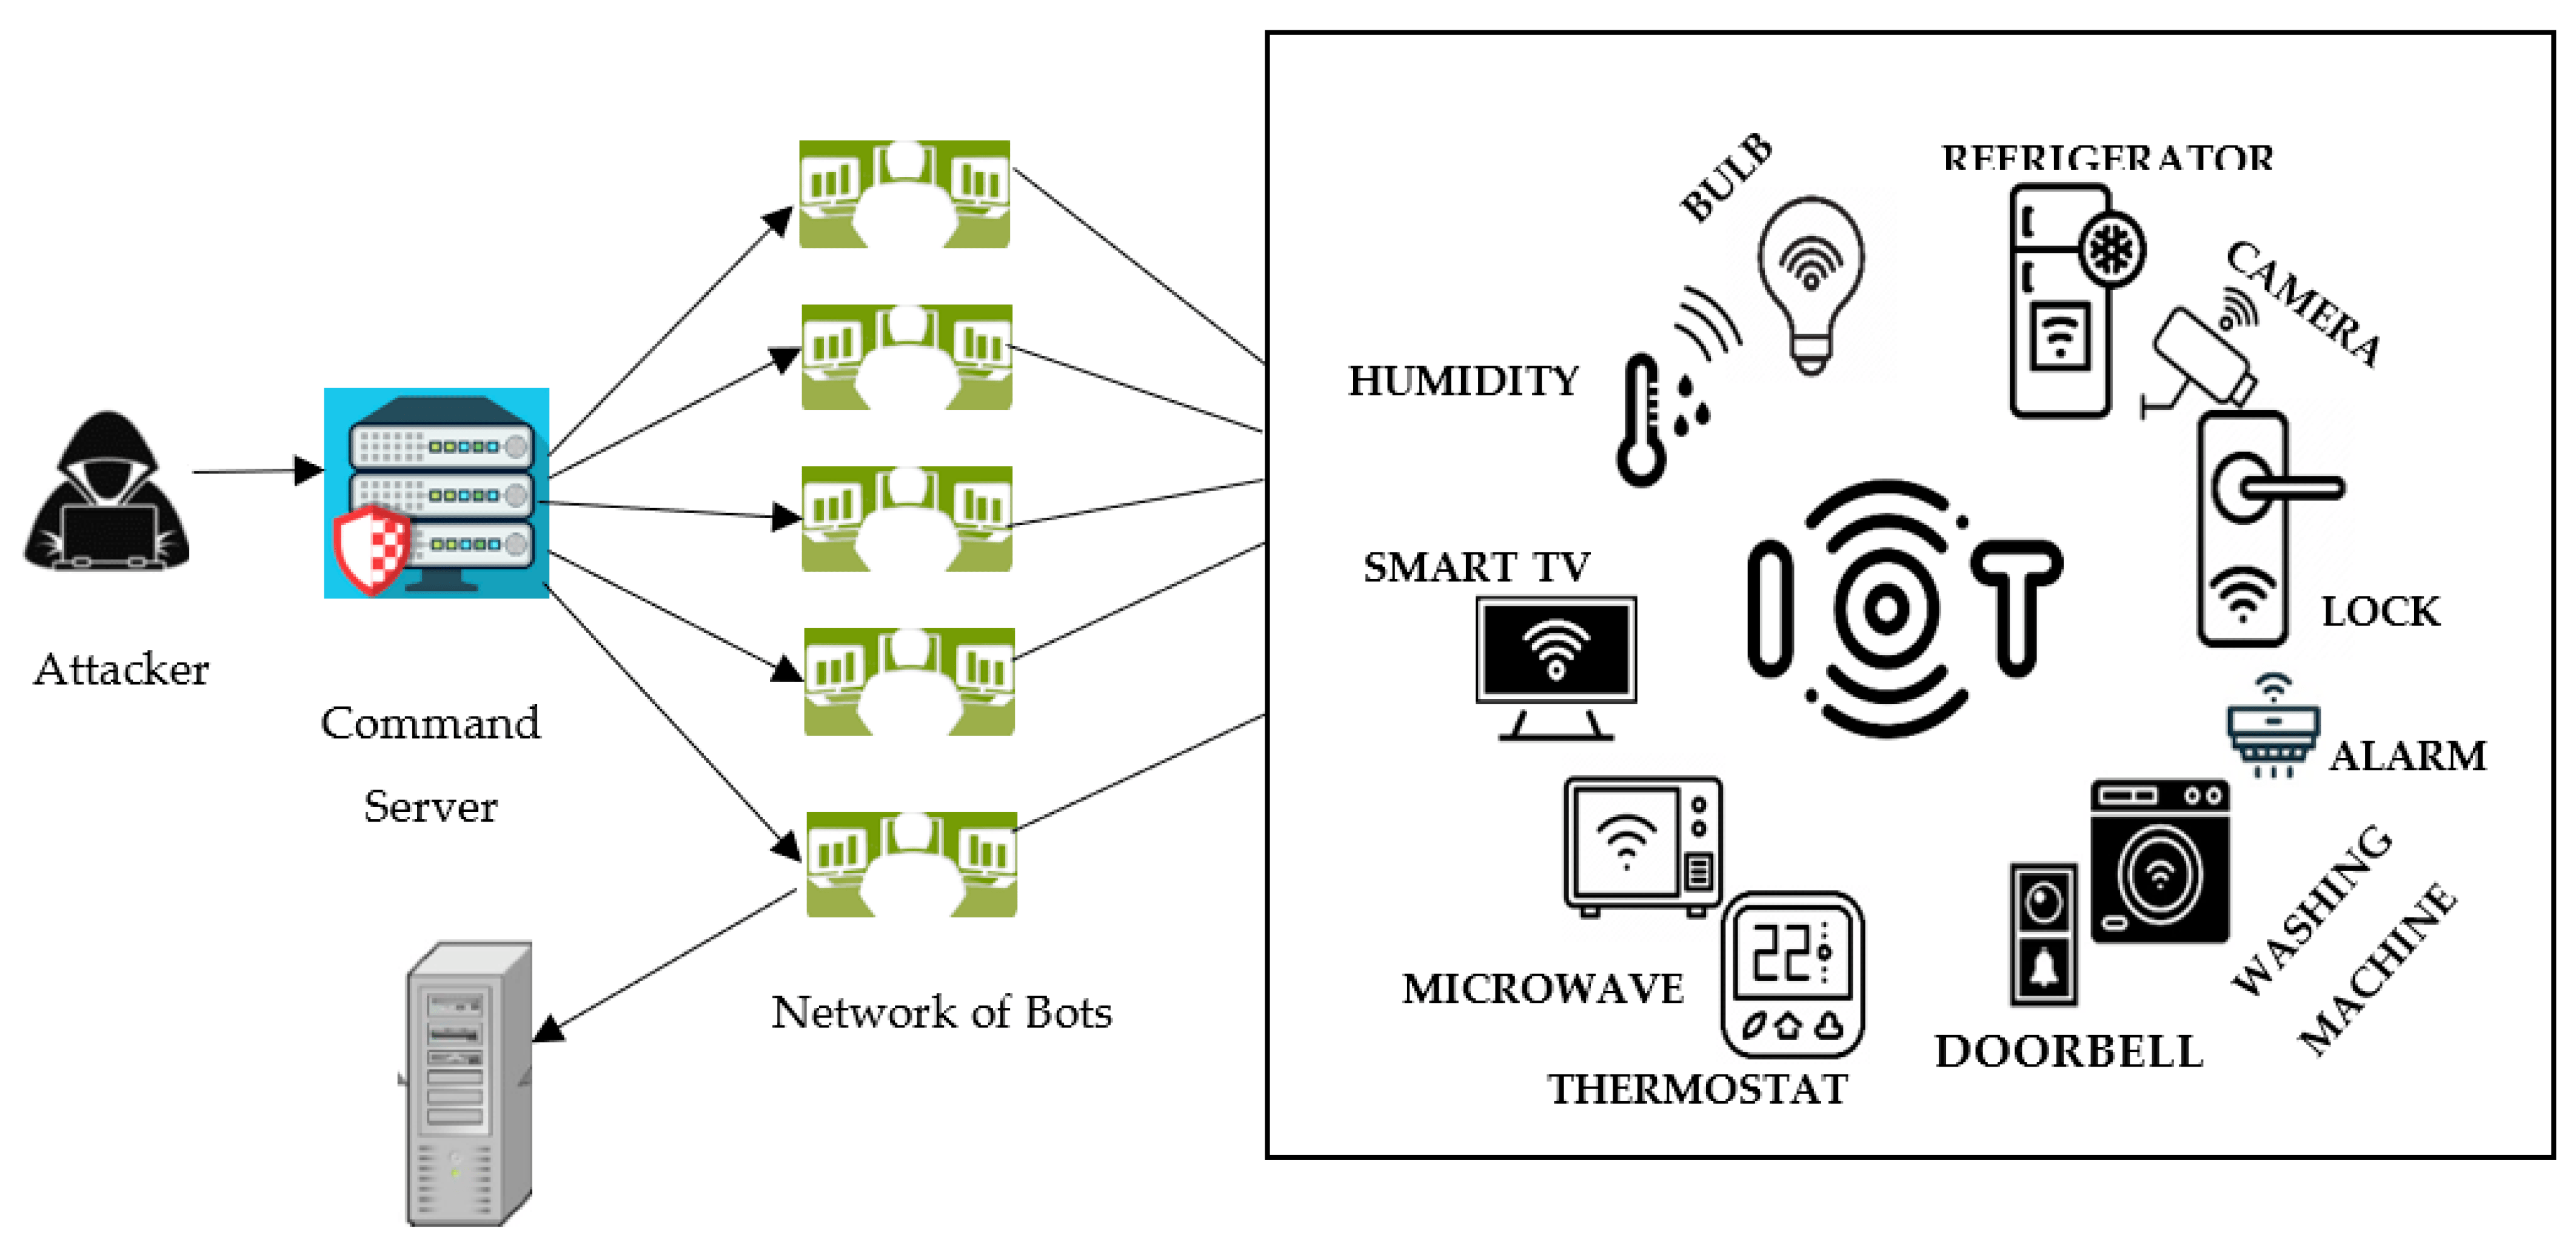 Attacker
Command
Server
Network of Bots
BULB
REFRIGERATOR
CAMERA
HUMIDITY
SMART TV
IOT
LOCK
ALARM
MICROWAVE
22
THERMOSTAT
DOORBELL
WASHING
MACHINE